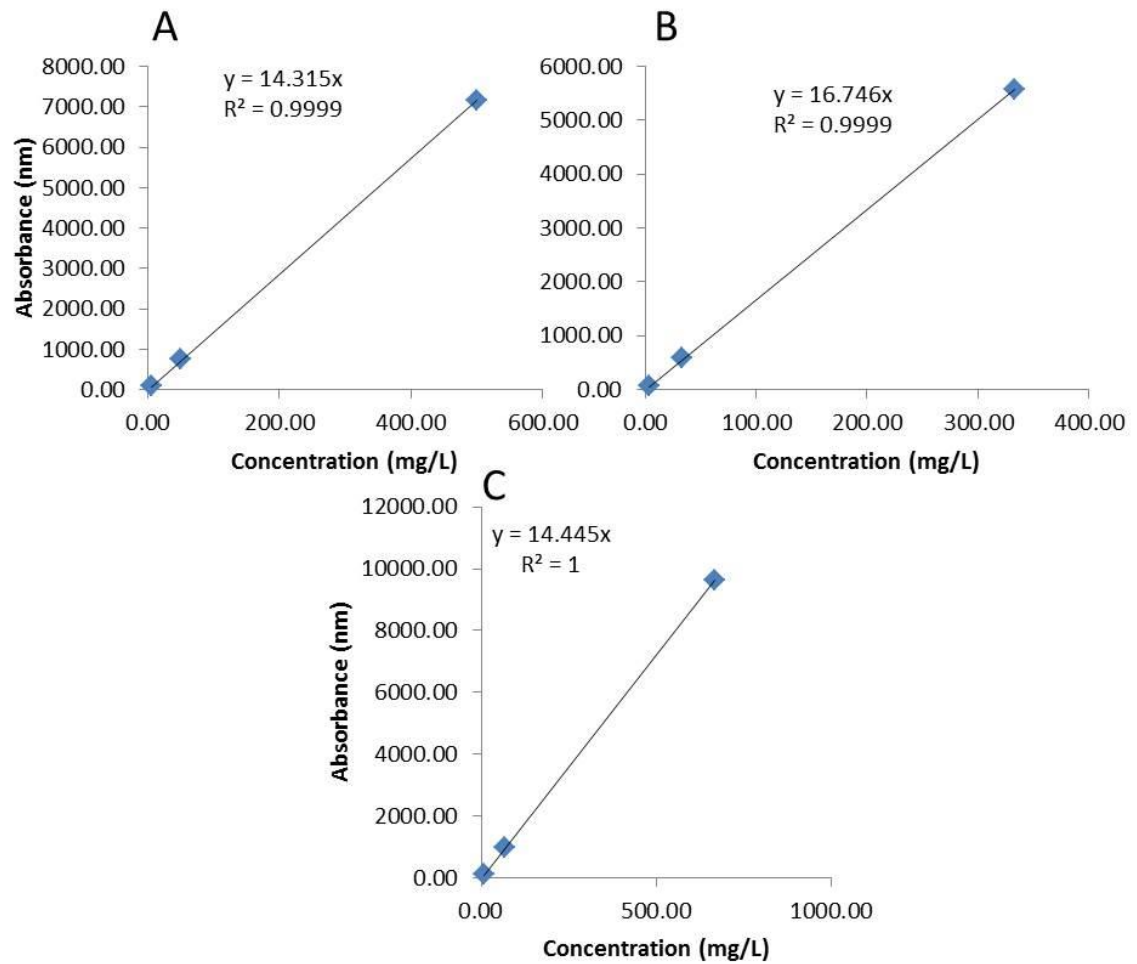 A
8000.00
7000.00
6000.00
5000.00
4000.00
3000.00
2000.00
1000.00
0.00
Absorbance (nm)
y = 14.315x
R² = 0.9999
0.00 200.00 400.00 600.00
Concentration (mg/L)
B
6000.00
5000.00
4000.00
3000.00
2000.00
1000.00
0.00
y = 16.746x
R² = 0.9999
0.00 100.00 200.00 300.00 400.00
Concentration (mg/L)
C
12000.00
10000.00
8000.00
6000.00
4000.00
2000.00
0.00
Absorbance (nm)
y = 14.445x
R² = 1
0.00 500.00 1000.00
Concentration (mg/L)